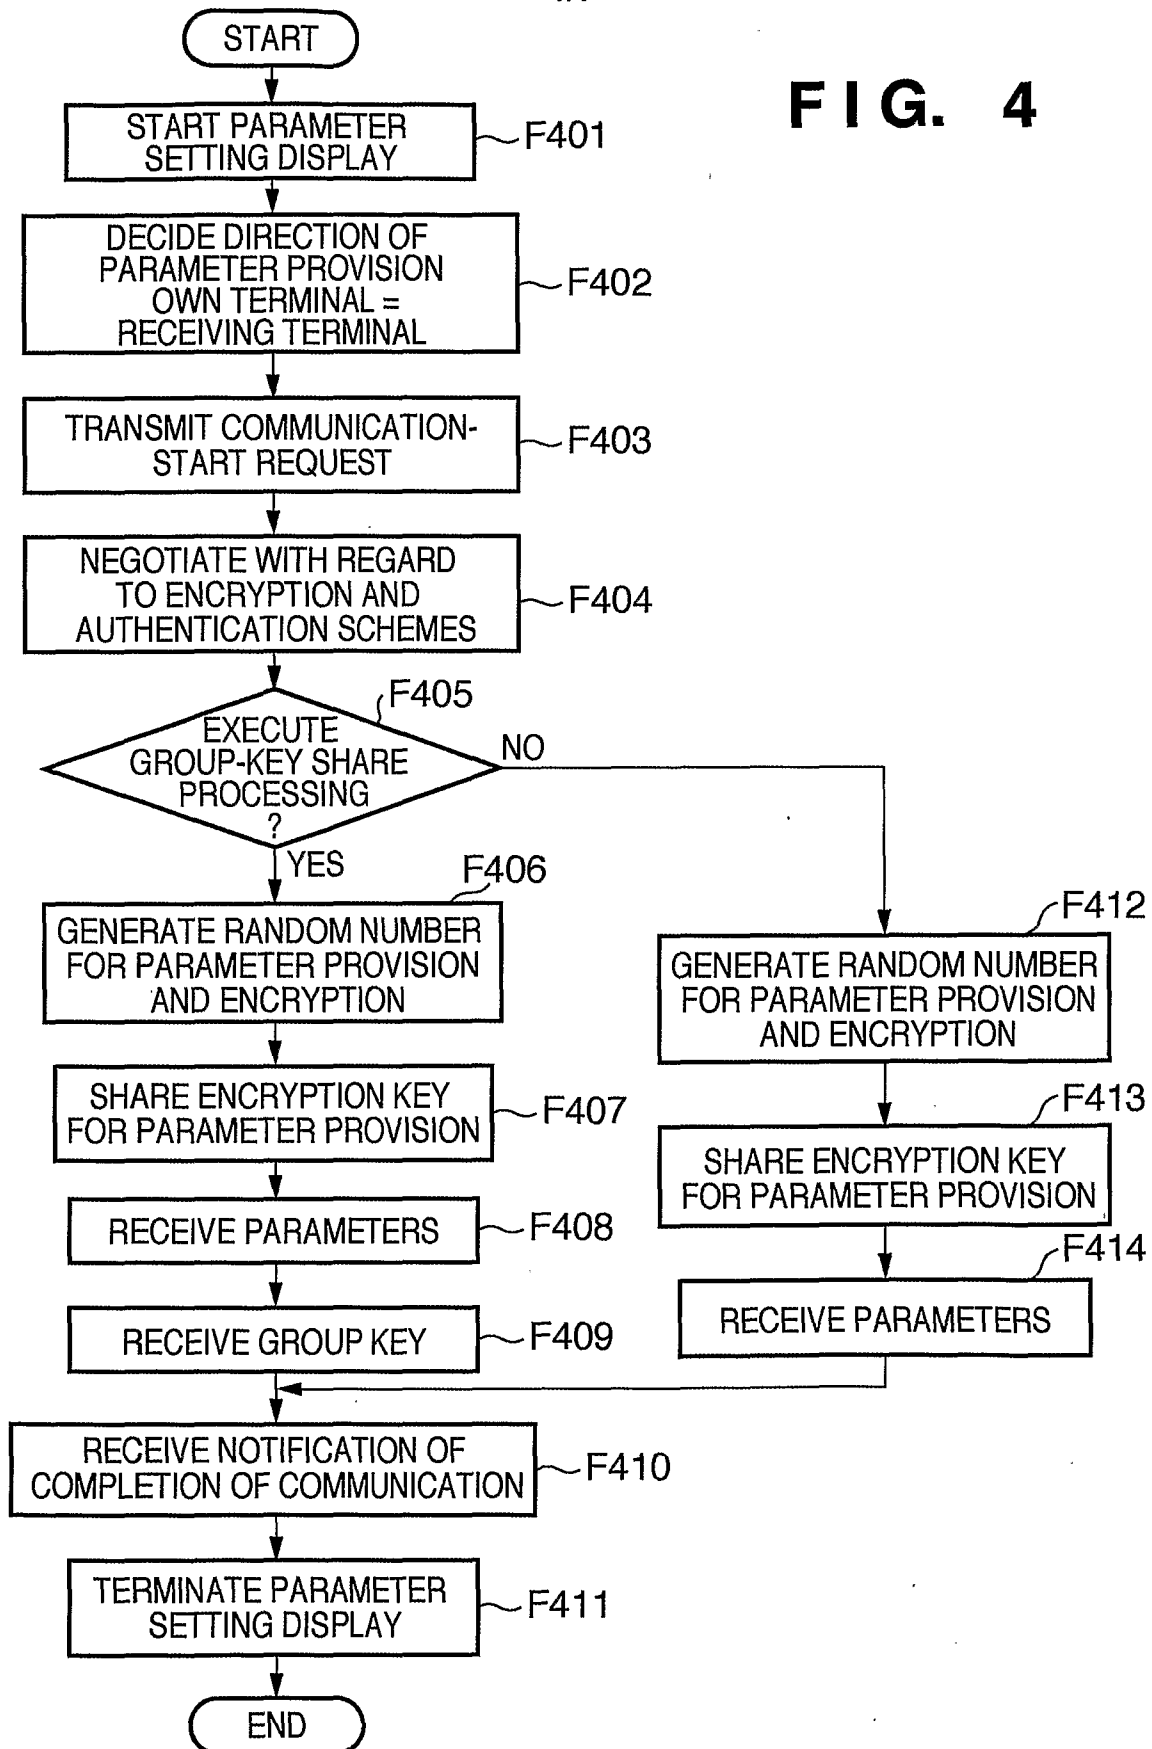 START
FIG. 4
START PARAMETER
SETTING DISPLAY
F401
DECIDE DIRECTION OF
PARAMETER PROVISION
OWN TERMINAL =
RECEIVING TERMINAL
F402
TRANSMIT COMMUNICATION-
START REQUEST
F403
NEGOTIATE WITH REGARD
TO ENCRYPTION AND
AUTHENTICATION SCHEMES
F404
F405
EXECUTE
GROUP-KEY SHARE
PROCESSING
?
NO
YES
F406
GENERATE RANDOM NUMBER
FOR PARAMETER PROVISION
AND ENCRYPTION
F412
GENERATE RANDOM NUMBER
FOR PARAMETER PROVISION
AND ENCRYPTION
SHARE ENCRYPTION KEY
FOR PARAMETER PROVISION
F407
F413
SHARE ENCRYPTION KEY
FOR PARAMETER PROVISION
RECEIVE PARAMETERS
F408
F414
RECEIVE PARAMETERS
RECEIVE GROUP KEY
F409
RECEIVE NOTIFICATION OF
COMPLETION OF COMMUNICATION
F410
TERMINATE PARAMETER
SETTING DISPLAY
F411
END